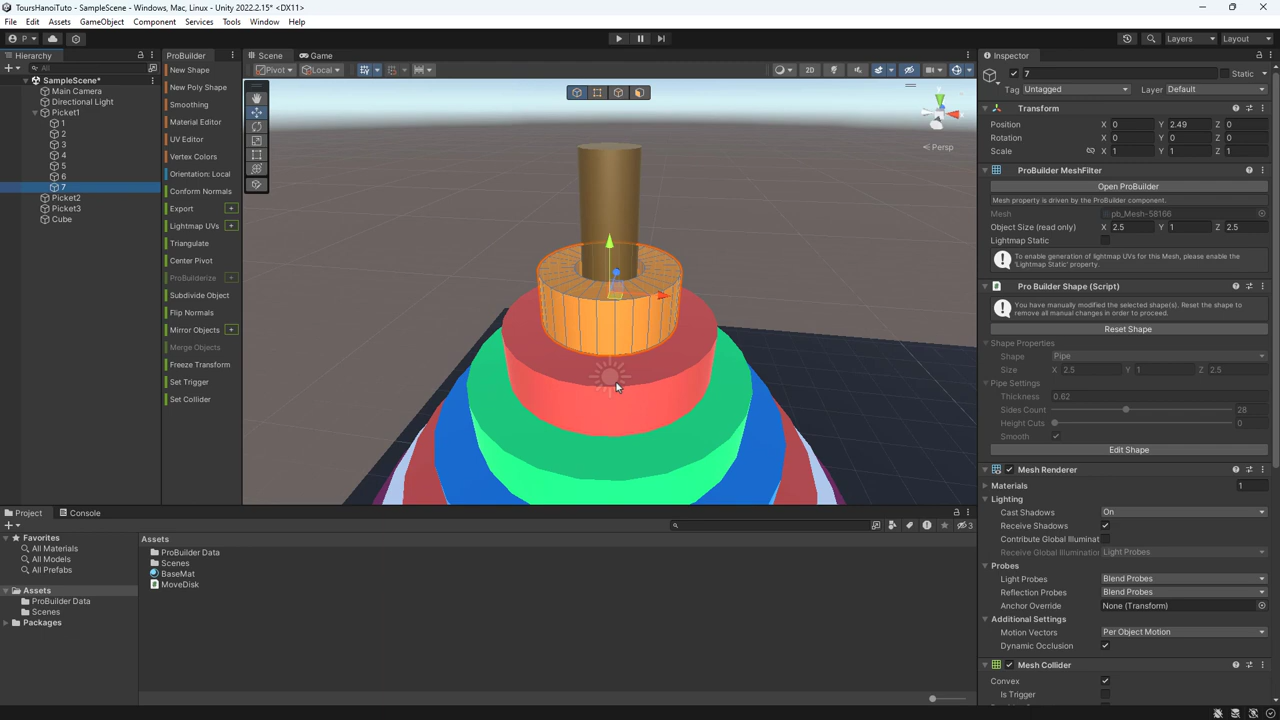 ToursHanoiTuto - SampleScene - Windows, Mac, Linux - Unity 2022.2.15* <DX11>
File Edit Assets GameObject Component Services Tools Window Help
P
Layers
Layout
Hierarchy
All
SampleScene*
Main Camera
Directional Light
Picket1
1
2
3
4
5
6
7
Picket2
Picket3
Cube
ProBuilder
New Shape
New Poly Shape
Smoothing
Material Editor
UV Editor
Vertex Colors
Orientation: Local
Conform Normals
Export +
Lightmap UVs +
Triangulate
Center Pivot
ProBuilderize +
Subdivide Object
Flip Normals
Mirror Objects +
Merge Objects
Freeze Transform
Set Trigger
Set Collider
Scene Game
Pivot Local
2D
Persp
Inspector
7
Static
Tag Untagged Layer Default
Transform
Position X 0 Y 2.49 Z 0
Rotation X 0 Y 0 Z 0
Scale X 1 Y 1 Z 1
ProBuilder MeshFilter
Open ProBuilder
Mesh property is driven by the ProBuilder component.
Mesh pb_Mesh-58166
Object Size (read only) X 2.5 Y 1 Z 2.5
Lightmap Static
To enable generation of lightmap UVs for this Mesh, please enable the
'Lightmap Static' property.
Pro Builder Shape (Script)
You have manually modified the selected shape(s). Reset the shape to
remove all manual changes in order to proceed.
Reset Shape
Shape Properties
Shape Pipe
Size X 2.5 Y 1 Z 2.5
Pipe Settings
Thickness 0.62
Sides Count 28
Height Cuts 0
Smooth
Edit Shape
Mesh Renderer
Materials 1
Lighting
Cast Shadows On
Receive Shadows
Contribute Global Illuminat
Receive Global Illumination Light Probes
Probes
Light Probes Blend Probes
Reflection Probes Blend Probes
Anchor Override None (Transform)
Additional Settings
Motion Vectors Per Object Motion
Dynamic Occlusion
Mesh Collider
Convex
Is Trigger
Project Console
3
Favorites
All Materials
All Models
All Prefabs
Assets
ProBuilder Data
Scenes
Packages
Assets
ProBuilder Data
Scenes
BaseMat
MoveDisk